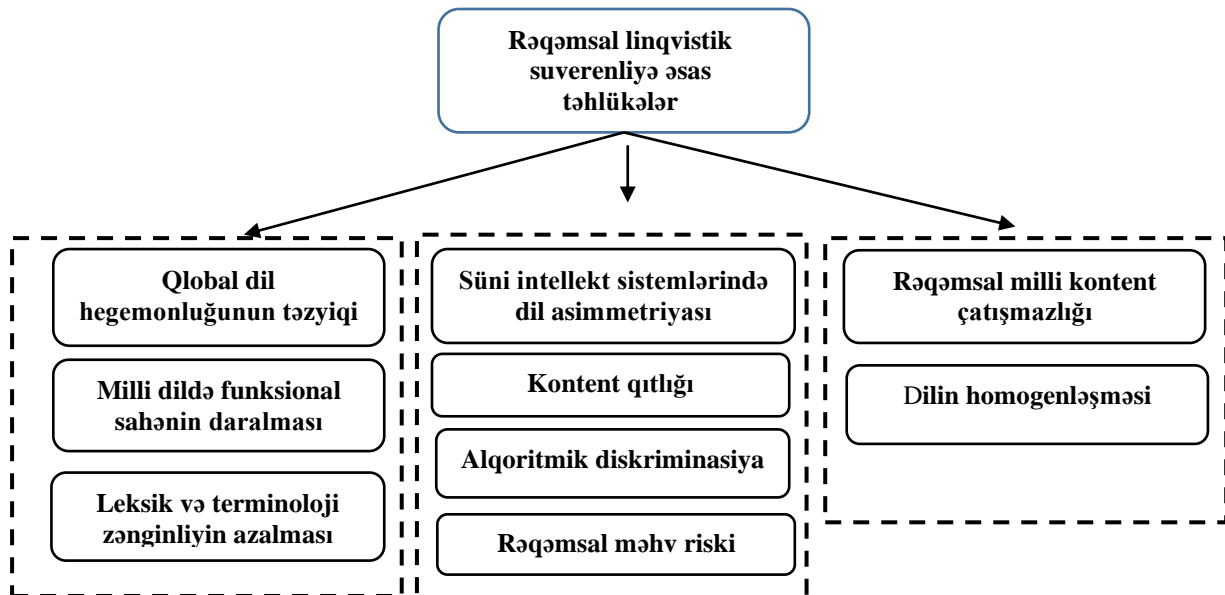 Rəqəmsal linqvistik
suverenliyə əsas
təhlükələr
Qlobal dil
hegemonluğunun təzyiqi
Milli dildə funksional
sahənin daralması
Leksik və terminoloji
zənginliyin azalması
Süni intellekt sistemlərində
dil asimmetriyası
Kontent qıtlığı
Alqoritmik diskriminasiya
Rəqəmsal məhv riski
Rəqəmsal milli kontent
çatışmazlığı
Dilin homogenləşməsi